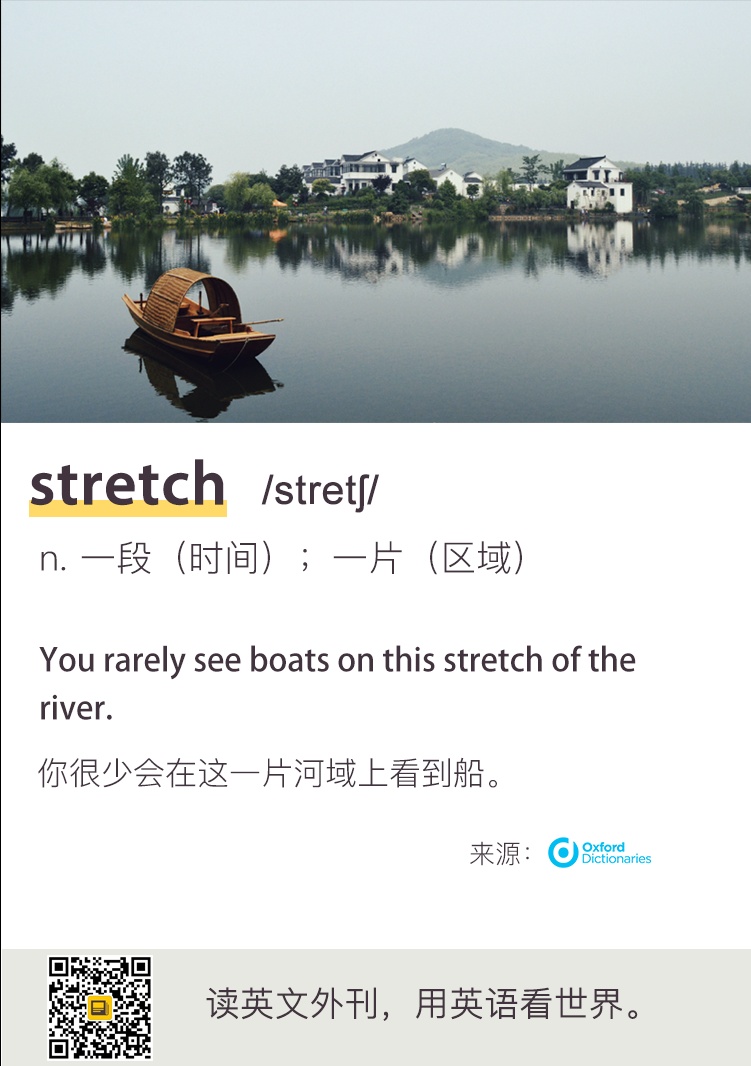 stretch /stretʃ/
n. 一段（时间）；一片（区域）
You rarely see boats on this stretch of the
river.
你很少会在这一片河域上看到船。
来源：Oxford
Dictionaries
读英文外刊，用英语看世界。